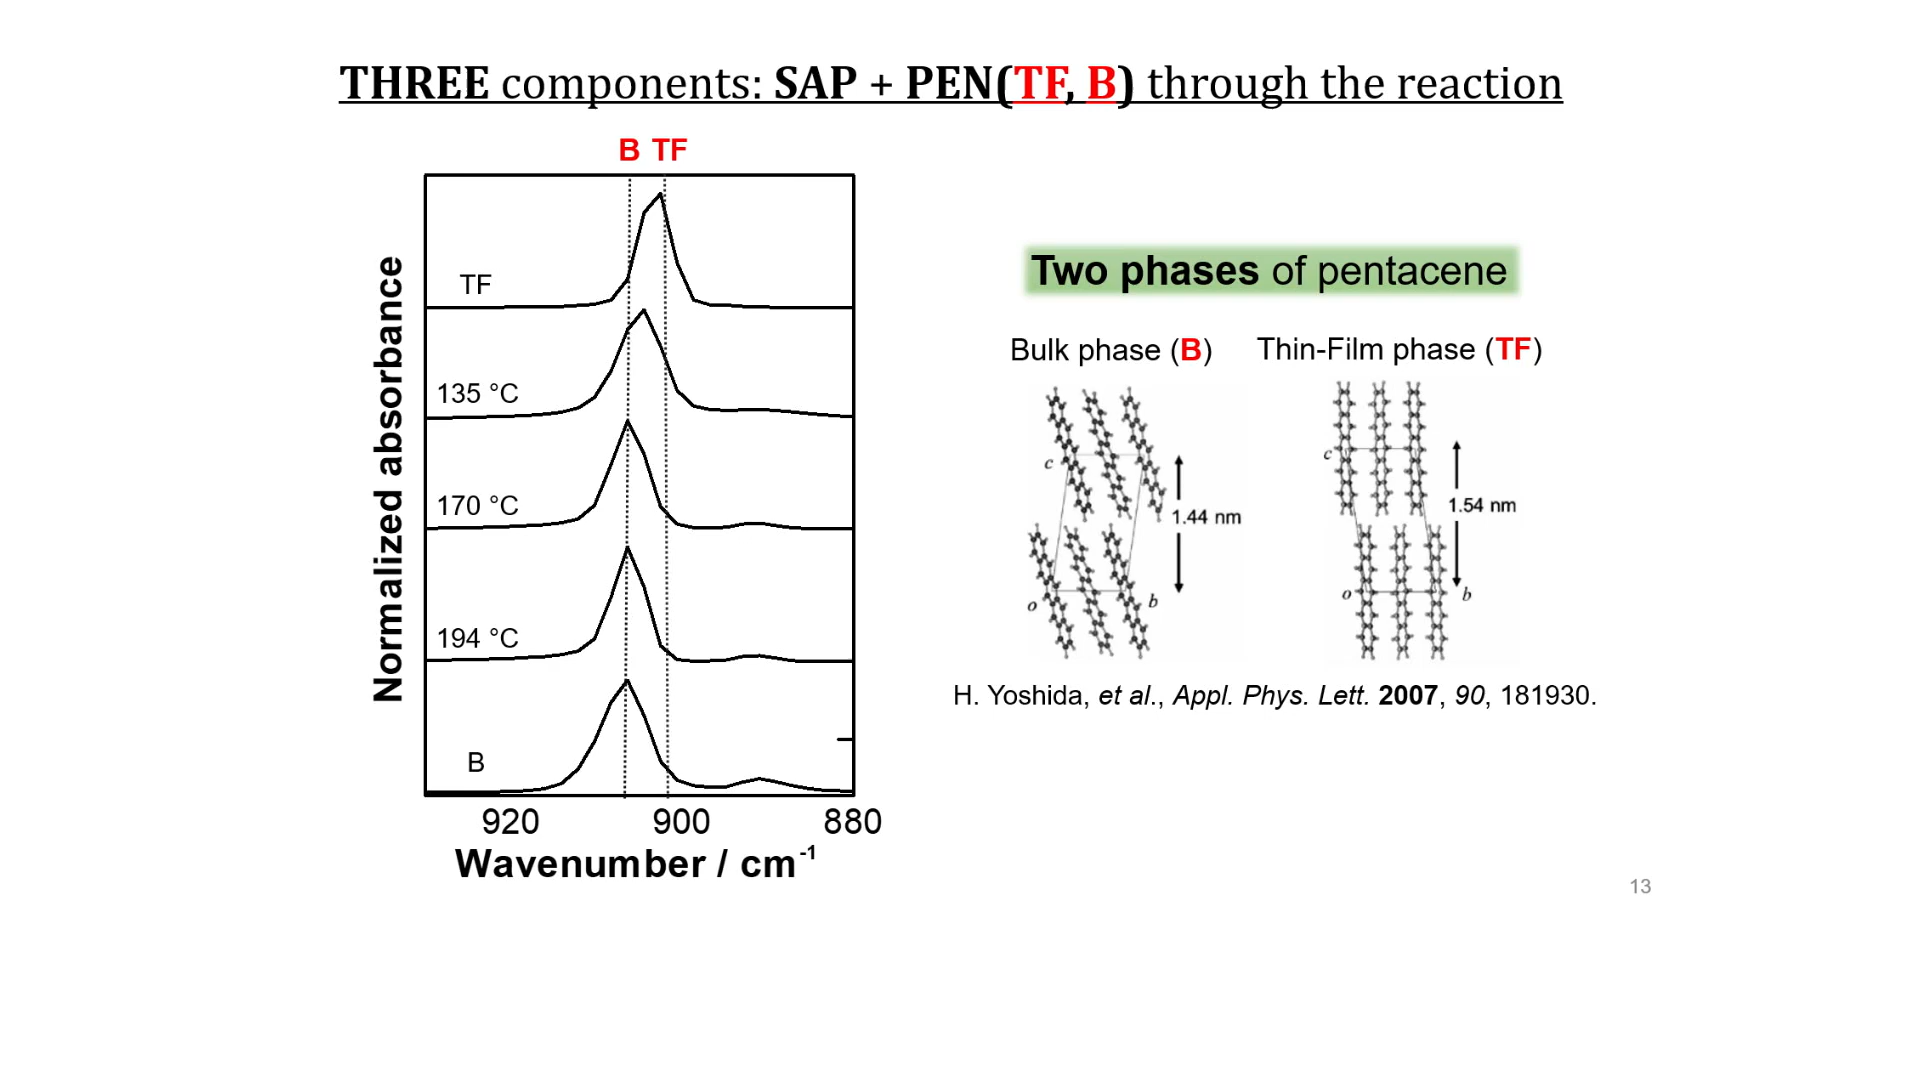 THREE components: SAP + PEN(TF, B) through the reaction
B TF
Normalized absorbance
TF
135 °C
170 °C
194 °C
B
920 900 880
Wavenumber / cm-1
Two phases of pentacene
Bulk phase (B) Thin-Film phase (TF)
c
1.44 nm
o
b
c
1.54 nm
o
b
H. Yoshida, et al., Appl. Phys. Lett. 2007, 90, 181930.
13